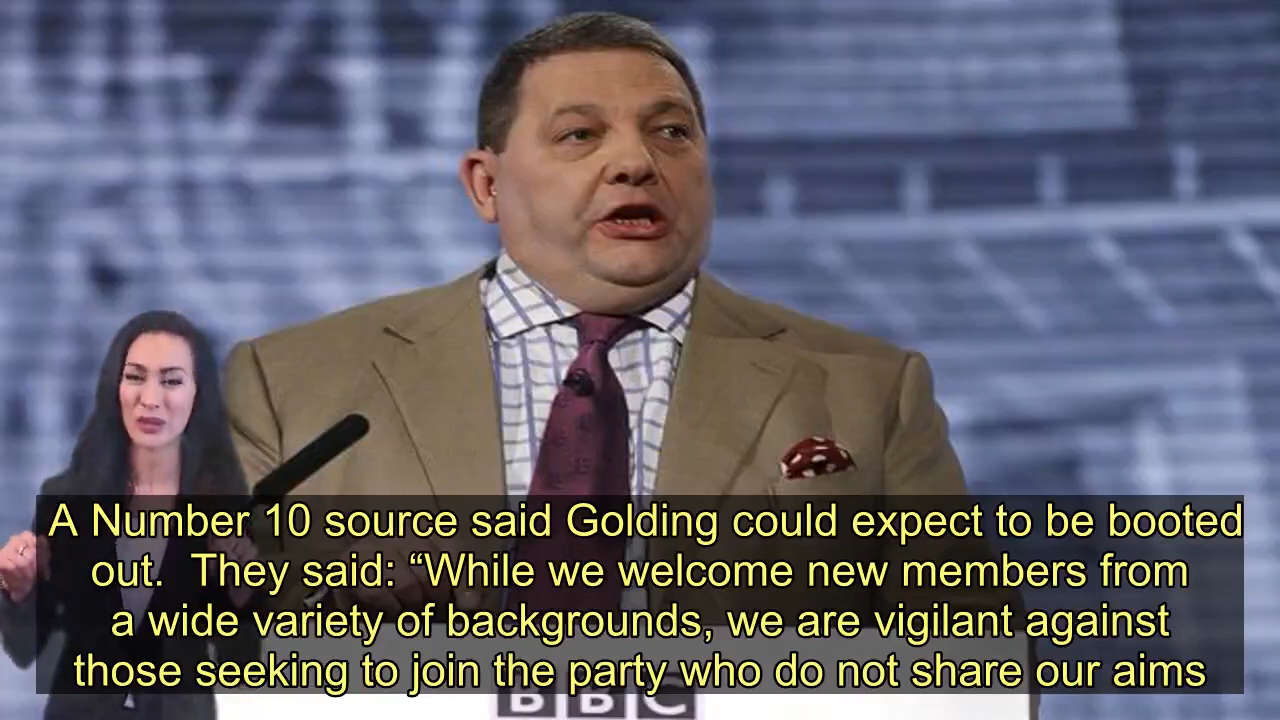 A Number 10 source said Golding could expect to be booted
out.  They said: “While we welcome new members from
a wide variety of backgrounds, we are vigilant against
those seeking to join the party who do not share our aims
BBC